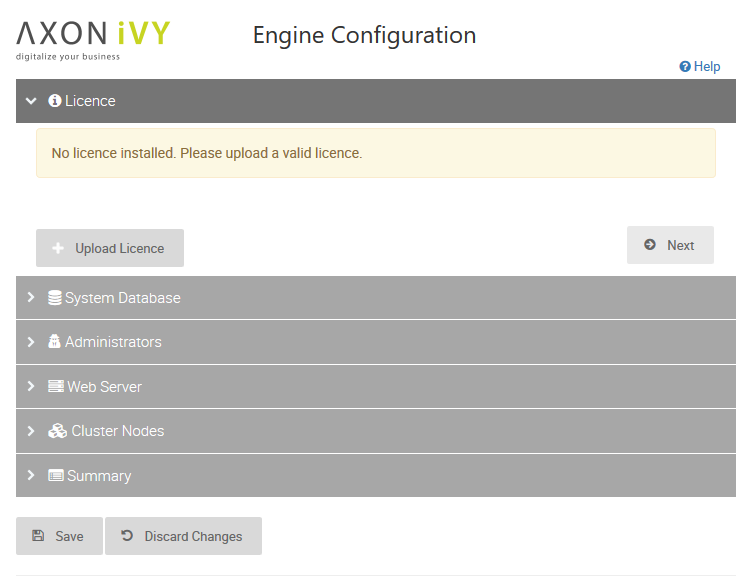 AXON iVY
digitalize your business
Engine Configuration
Help
Licence
No licence installed. Please upload a valid licence.
Upload Licence
Next
System Database
Administrators
Web Server
Cluster Nodes
Summary
Save
Discard Changes